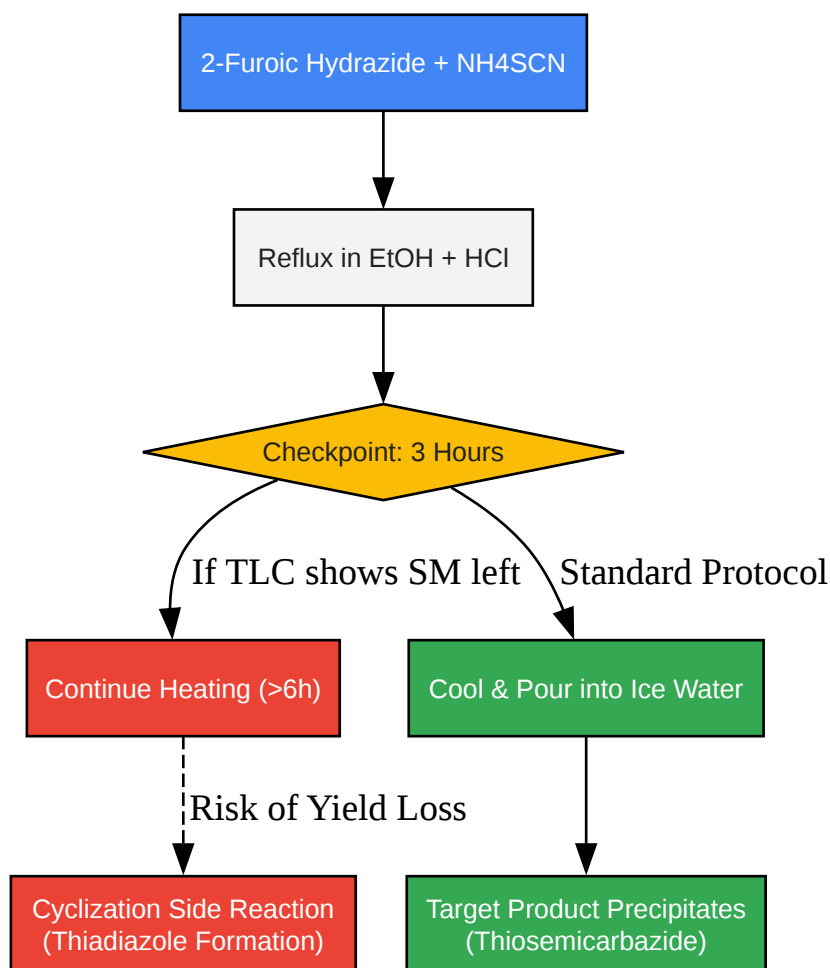 2-Furoic Hydrazide + NH4SCN
Reflux in EtOH + HCl
Checkpoint: 3 Hours
If TLC shows SM left
Standard Protocol
Continue Heating (>6h)
Cool & Pour into Ice Water
Risk of Yield Loss
Cyclization Side Reaction
(Thiadiazole Formation)
Target Product Precipitates
(Thiosemicarbazide)